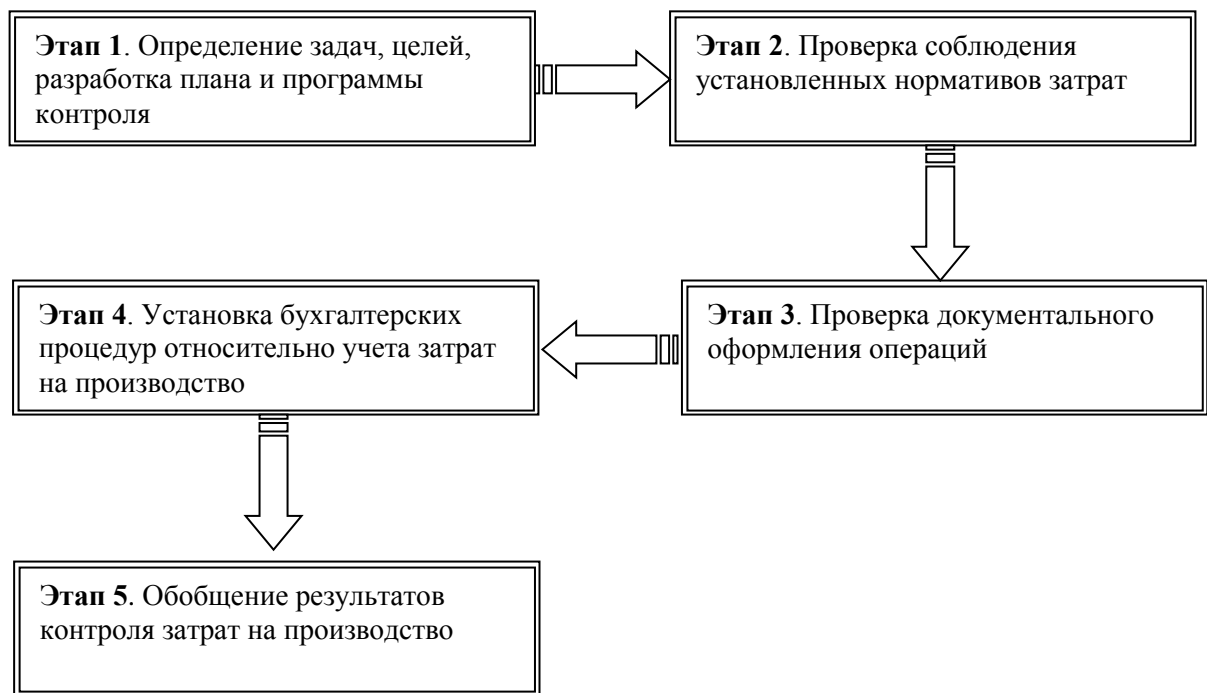 Этап 1. Определение задач, целей,
разработка плана и программы
контроля
Этап 2. Проверка соблюдения
установленных нормативов затрат
Этап 3. Проверка документального
оформления операций
Этап 4. Установка бухгалтерских
процедур относительно учета затрат
на производство
Этап 5. Обобщение результатов
контроля затрат на производство